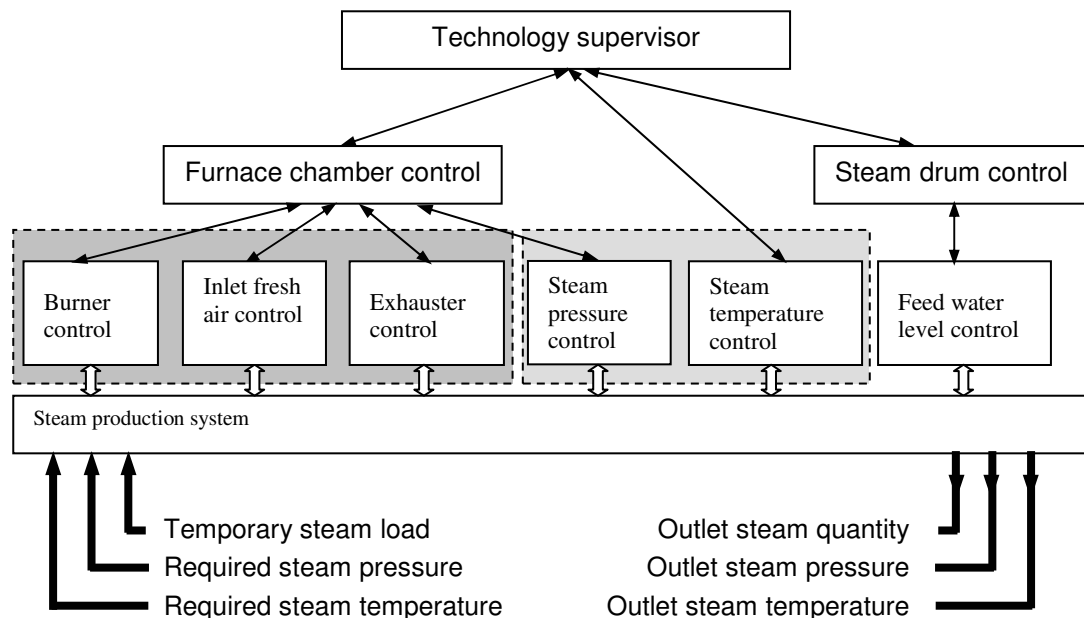 Technology supervisor
Furnace chamber control
Steam drum control
Burner
control
Inlet fresh
air control
Exhauster
control
Steam
pressure
control
Steam
temperature
control
Feed water
level control
Steam production system
Temporary steam load
Required steam pressure
Required steam temperature
Outlet steam quantity
Outlet steam pressure
Outlet steam temperature